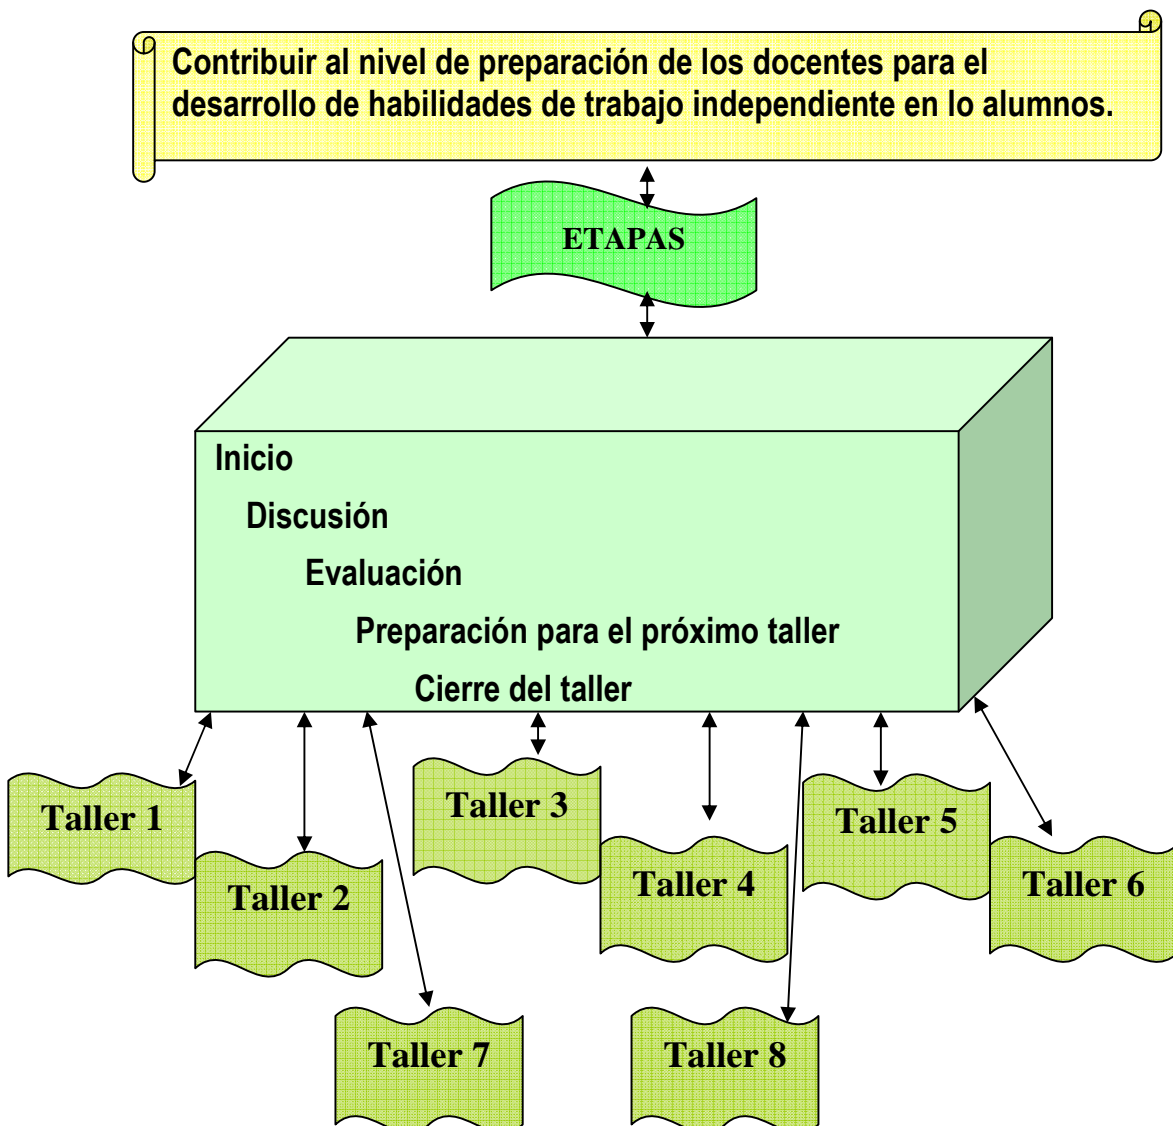 Contribuir al nivel de preparación de los docentes para el
desarrollo de habilidades de trabajo independiente en lo alumnos.
ETAPAS
Inicio
Discusión
Evaluación
Preparación para el próximo taller
Cierre del taller
Taller 1
Taller 2
Taller 3
Taller 4
Taller 5
Taller 6
Taller 7
Taller 8